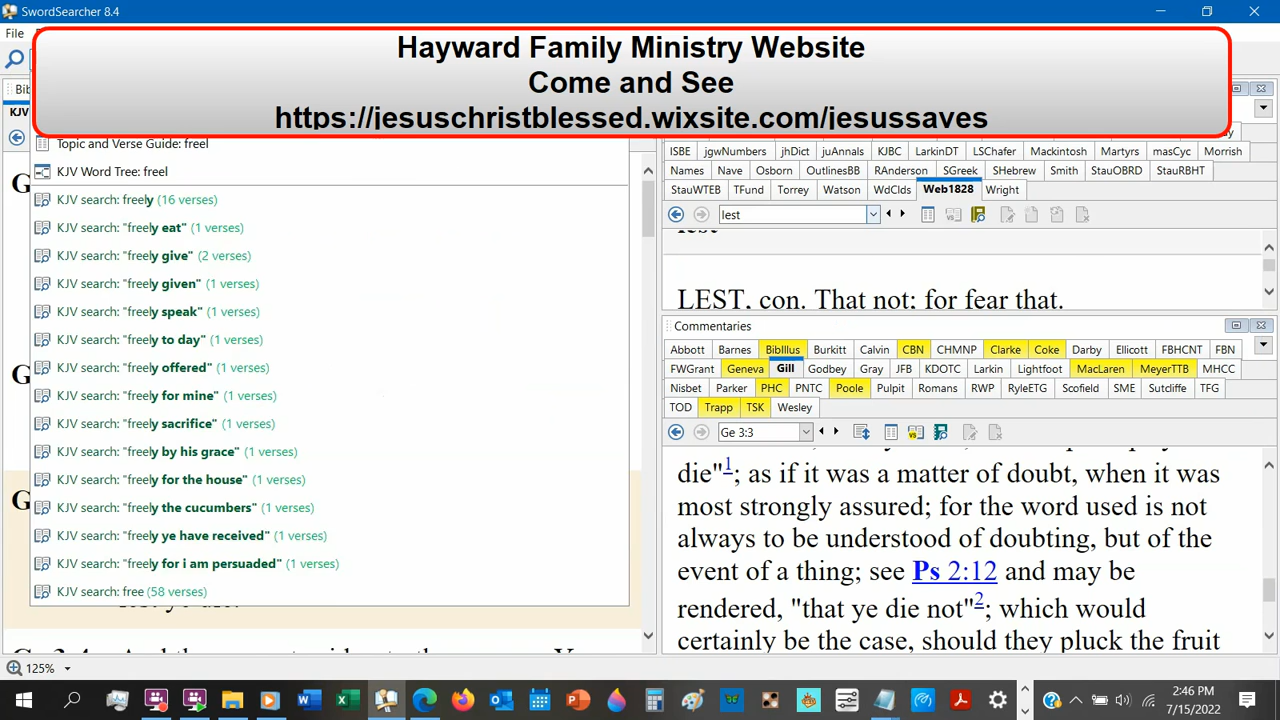 SwordSearcher 8.4
File
Hayward Family Ministry Website
Come and See
https://jesuschristblessed.wixsite.com/jesussaves
KJV
Topic and Verse Guide: freel
KJV Word Tree: freel
KJV search: freely (16 verses)
KJV search: "freely eat" (1 verses)
KJV search: "freely give" (2 verses)
KJV search: "freely given" (1 verses)
KJV search: "freely speak" (1 verses)
KJV search: "freely to day" (1 verses)
KJV search: "freely offered" (1 verses)
KJV search: "freely for mine" (1 verses)
KJV search: "freely sacrifice" (1 verses)
KJV search: "freely by his grace" (1 verses)
KJV search: "freely for the house" (1 verses)
KJV search: "freely the cucumbers" (1 verses)
KJV search: "freely ye have received" (1 verses)
KJV search: "freely for i am persuaded" (1 verses)
KJV search: free (58 verses)
125%
ISBE jgwNumbers jhDict juAnnals KJBC LarkinDT LSChafer Mackintosh Martyrs masCyc Morrish
Names Nave Osborn OutlinesBB RAnderson SGreek SHebrew Smith StauOBRD StauRBHT
StauWTEB TFund Torrey Watson WdClds Web1828 Wright
lest
lest
LEST, con. That not; for fear that.
Commentaries
Abbott Barnes BibIllus Burkitt Calvin CBN CHMNP Clarke Coke Darby Ellicott FBHCNT FBN
FWGrant Geneva Gill Godbey Gray JFB KDOTC Larkin Lightfoot MacLaren MeyerTTB MHCC
Nisbet Parker PHC PNTC Poole Pulpit Romans RWP RyleETG Scofield SME Sutcliffe TFG
TOD Trapp TSK Wesley
Ge 3:3
die"1; as if it was a matter of doubt, when it was
most strongly assured; for the word used is not
always to be understood of doubting, but of the
event of a thing; see Ps 2:12 and may be
rendered, "that ye die not"2; which would
certainly be the case, should they pluck the fruit
2:46 PM
7/15/2022